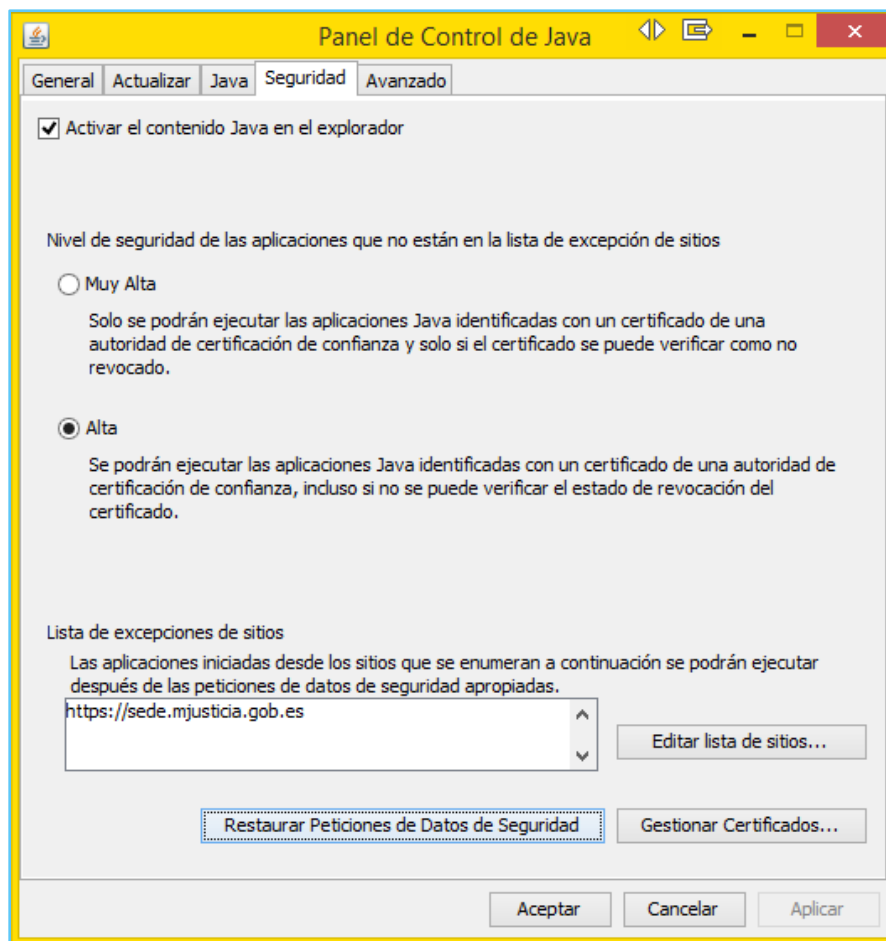 Panel de Control de Java
General Actualizar Java Seguridad Avanzado
Activar el contenido Java en el explorador
Nivel de seguridad de las aplicaciones que no están en la lista de excepción de sitios
Muy Alta
Solo se podrán ejecutar las aplicaciones Java identificadas con un certificado de una
autoridad de certificación de confianza y solo si el certificado se puede verificar como no
revocado.
Alta
Se podrán ejecutar las aplicaciones Java identificadas con un certificado de una autoridad de
certificación de confianza, incluso si no se puede verificar el estado de revocación del
certificado.
Lista de excepciones de sitios
Las aplicaciones iniciadas desde los sitios que se enumeran a continuación se podrán ejecutar
después de las peticiones de datos de seguridad apropiadas.
https://sede.mjusticia.gob.es
Editar lista de sitios...
Restaurar Peticiones de Datos de Seguridad Gestionar Certificados...
Aceptar Cancelar Aplicar